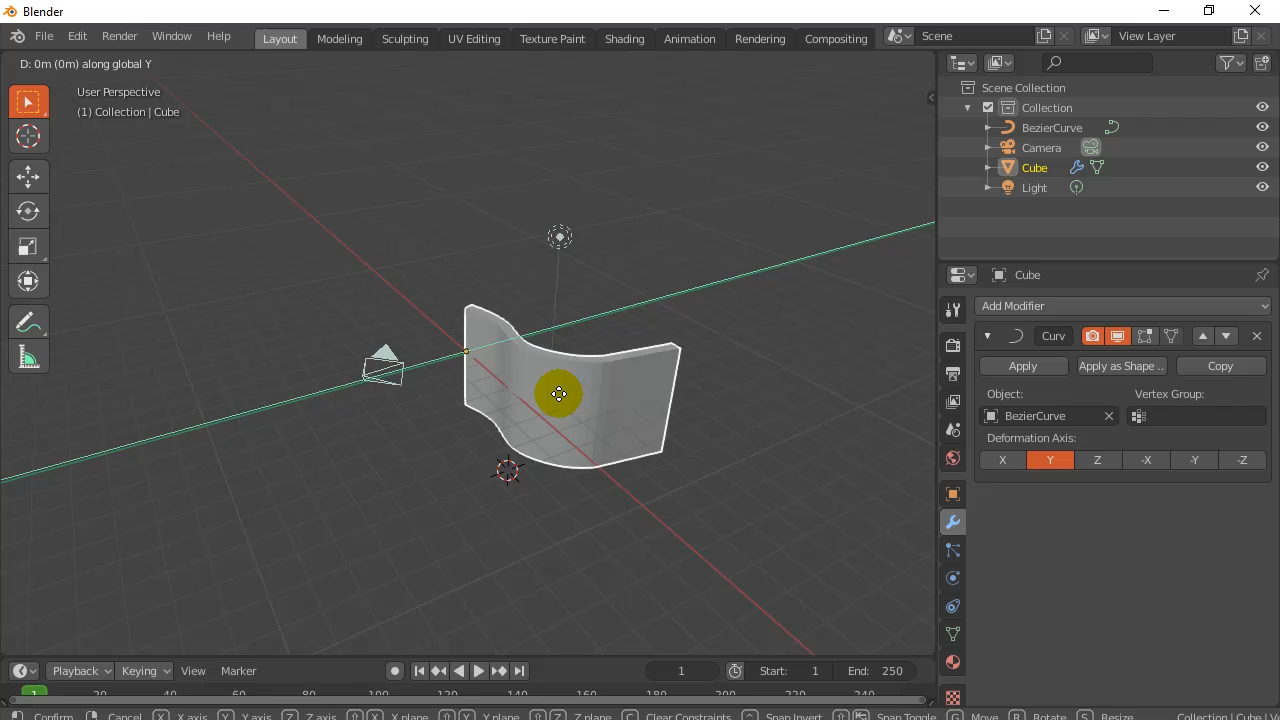 Blender
File Edit Render Window Help
Layout Modeling Sculpting UV Editing Texture Paint Shading Animation Rendering Compositing
Scene
View Layer
D: 0m (0m) along global Y
User Perspective
(1) Collection | Cube
Scene Collection
Collection
BezierCurve
Camera
Cube
Light
Cube
Add Modifier
Curv
Apply
Apply as Shape ..
Copy
Object:
Vertex Group:
BezierCurve
Deformation Axis:
X Y Z -X -Y -Z
Playback
Keying
View
Marker
1
Start: 1
End: 250
1 20 40 60 80 100 120 140 160 180 200 220 240
Confirm Cancel X X axis Y Y axis Z Z axis X X plane Y Y plane Z Z plane C Clear Constraints Snap Invert Snap Toggle G Move R Rotate S Resize Collection | Cube | V